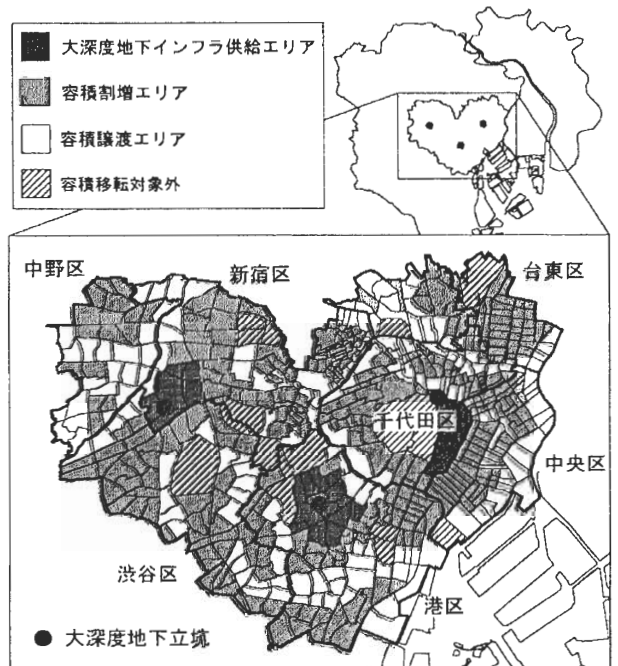 大深度地下インフラ供給エリア
容積割増エリア
容積譲渡エリア
容積移転対象外
中野区
新宿区
台東区
千代田区
中央区
渋谷区
港区
大深度地下立坑